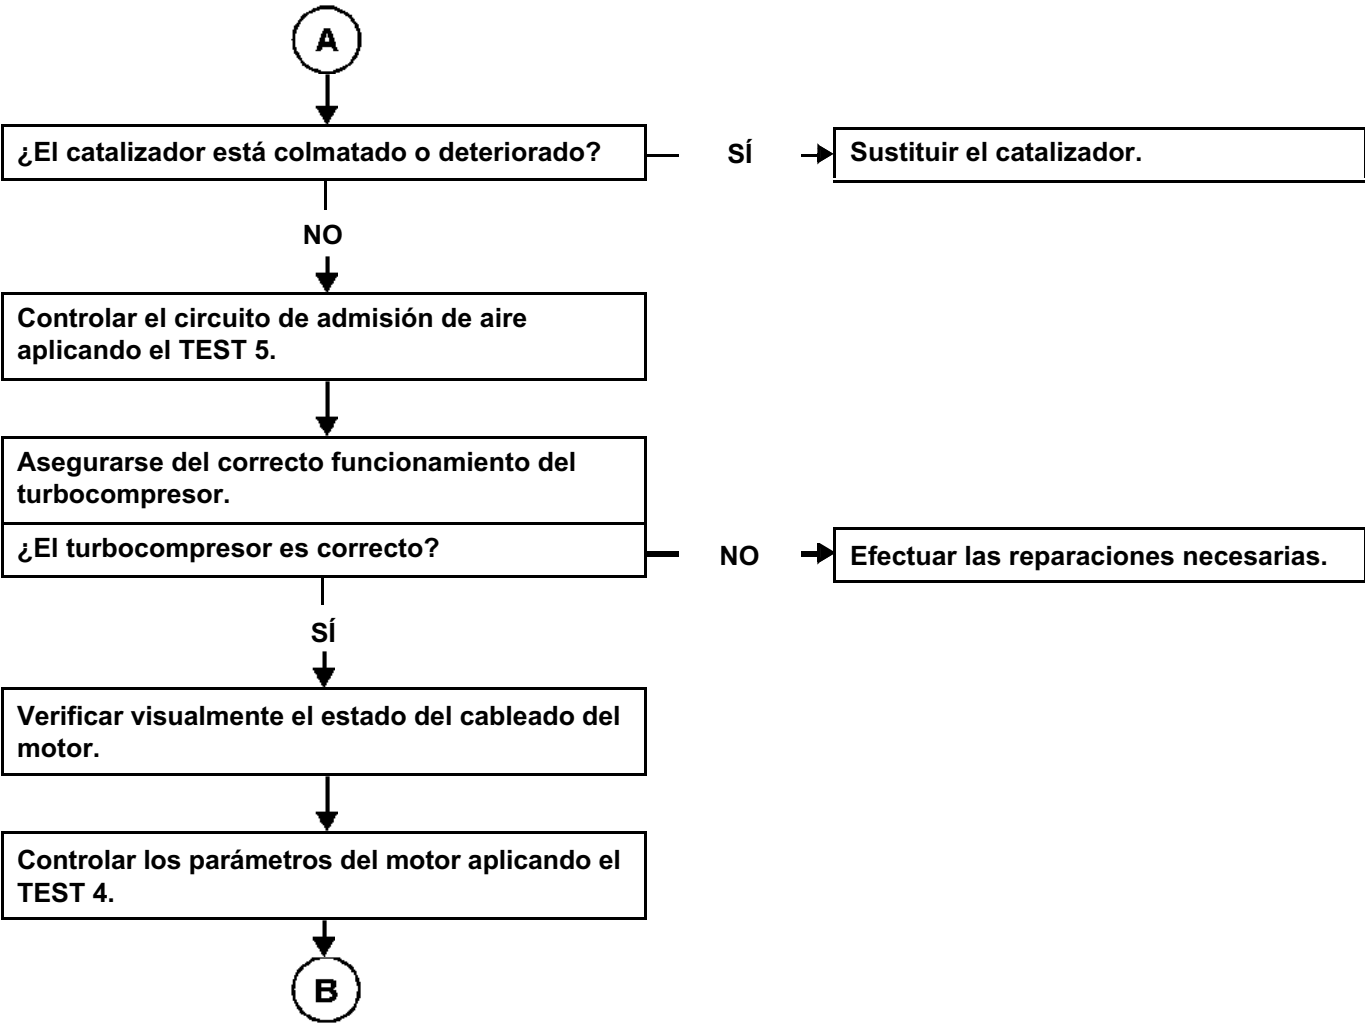 A
¿El catalizador está colmatado o deteriorado?
SÍ
Sustituir el catalizador.
NO
Controlar el circuito de admisión de aire
aplicando el TEST 5.
Asegurarse del correcto funcionamiento del
turbocompresor.
¿El turbocompresor es correcto?
NO
Efectuar las reparaciones necesarias.
SÍ
Verificar visualmente el estado del cableado del
motor.
Controlar los parámetros del motor aplicando el
TEST 4.
B